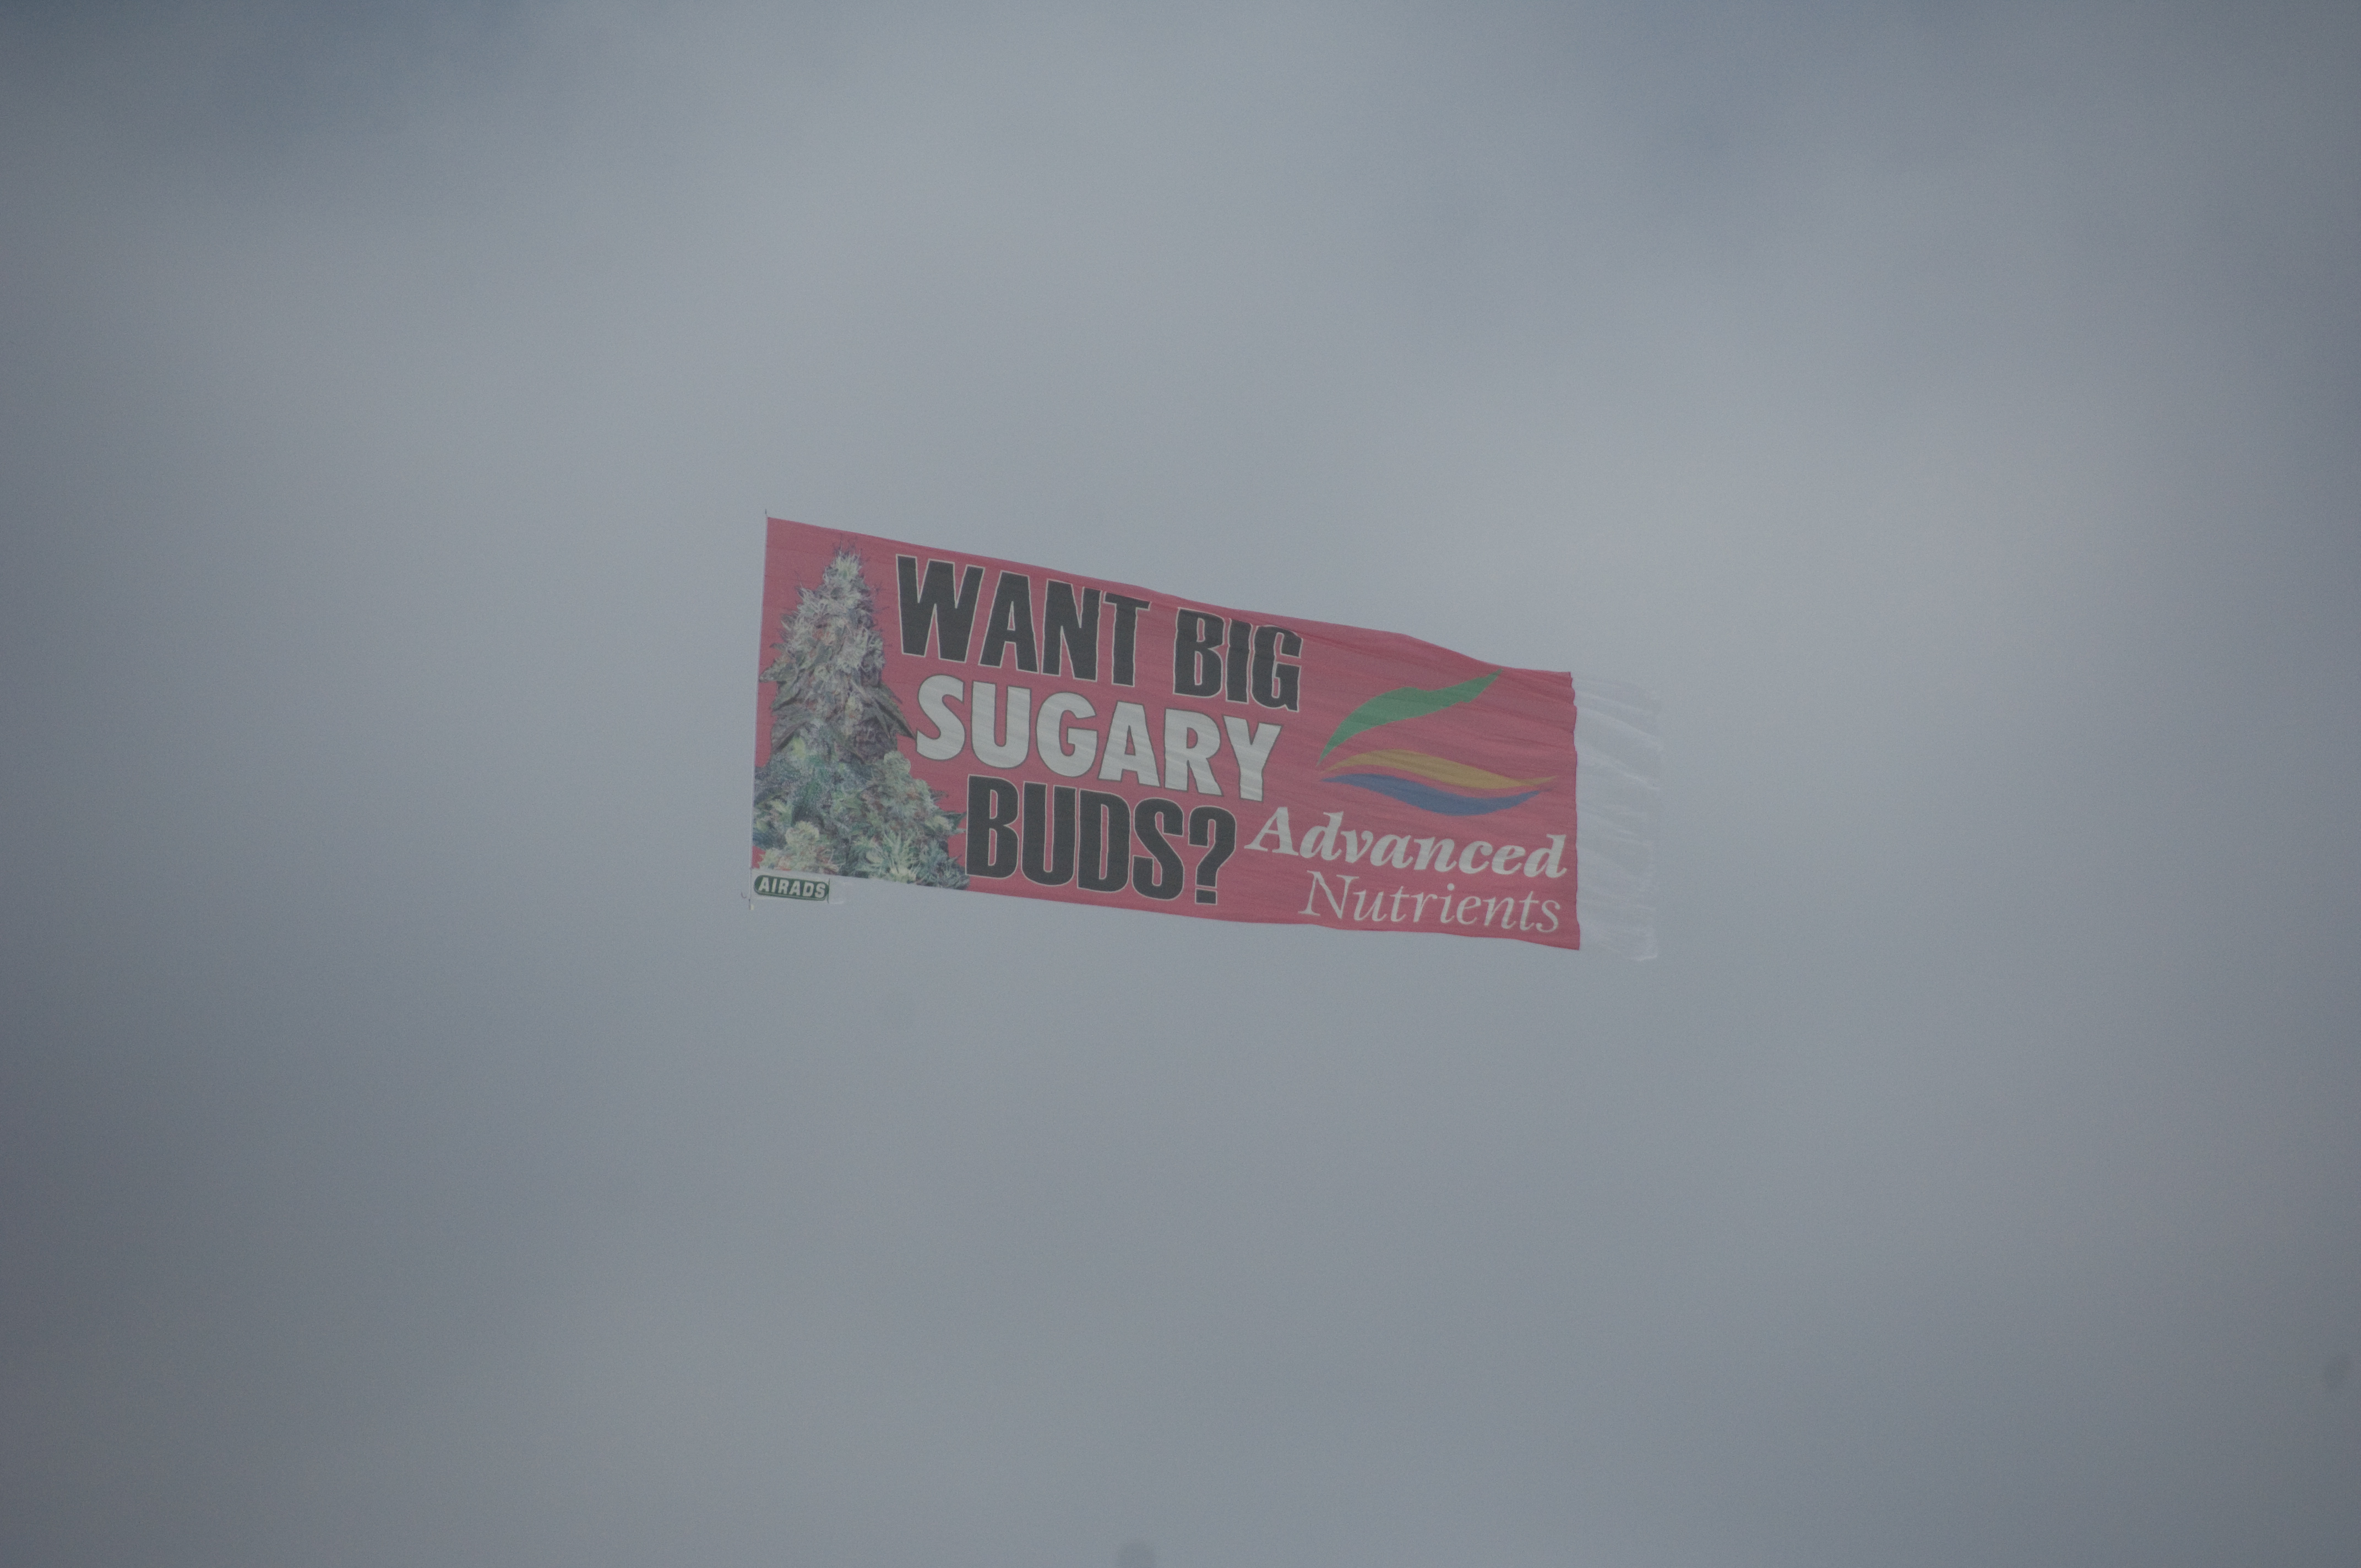 WANT BIG
SUGARY
BUDS?
Advanced
Nutrients
AIRADS